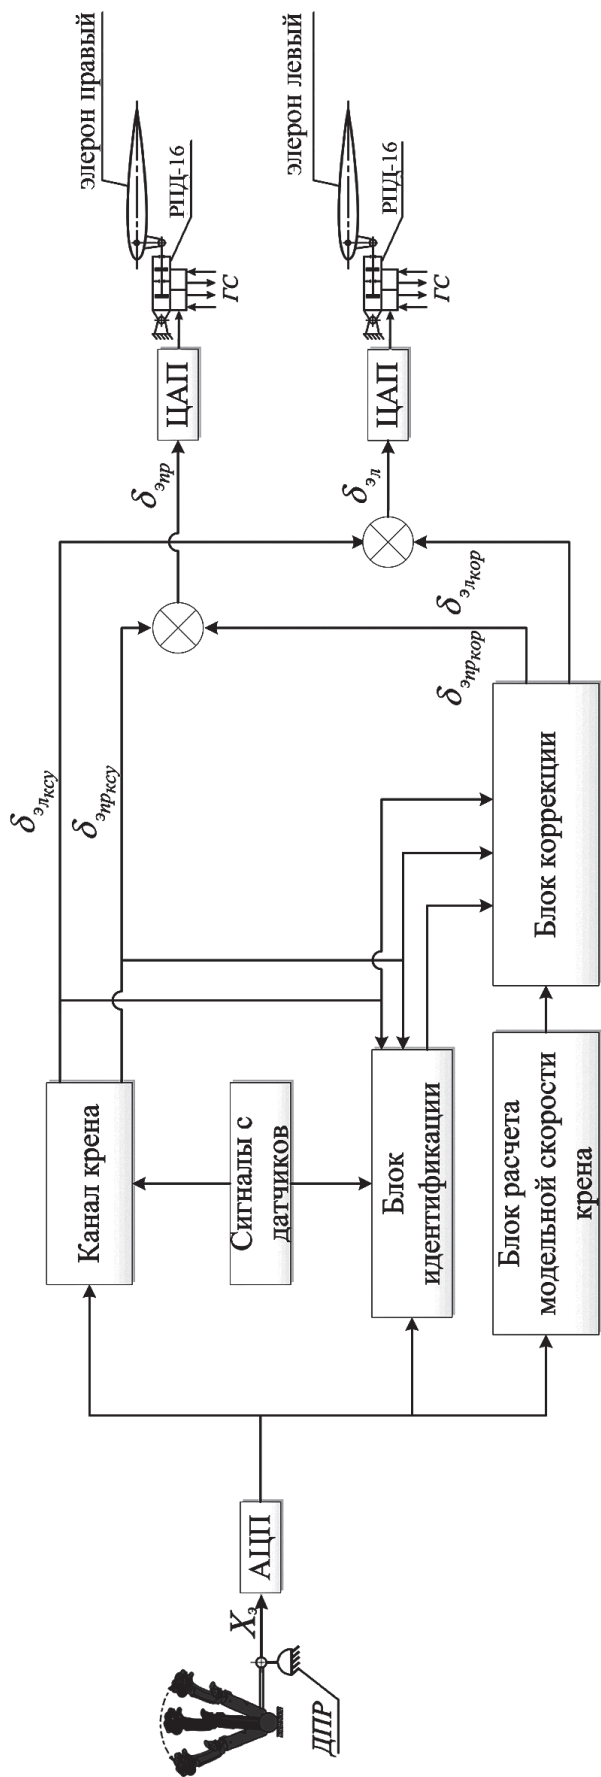 ДПР
Xэ
АЦП
Канал крена
Сигналы с
датчиков
Блок
идентификации
Блок расчета
модельной скорости
крена
Блок коррекции
δэлксу
δэпрксу
δэпркор
δэлкор
δэпр
δэл
ЦАП
ЦАП
ГС
РПД-16
элерон правый
ГС
РПД-16
элерон левый